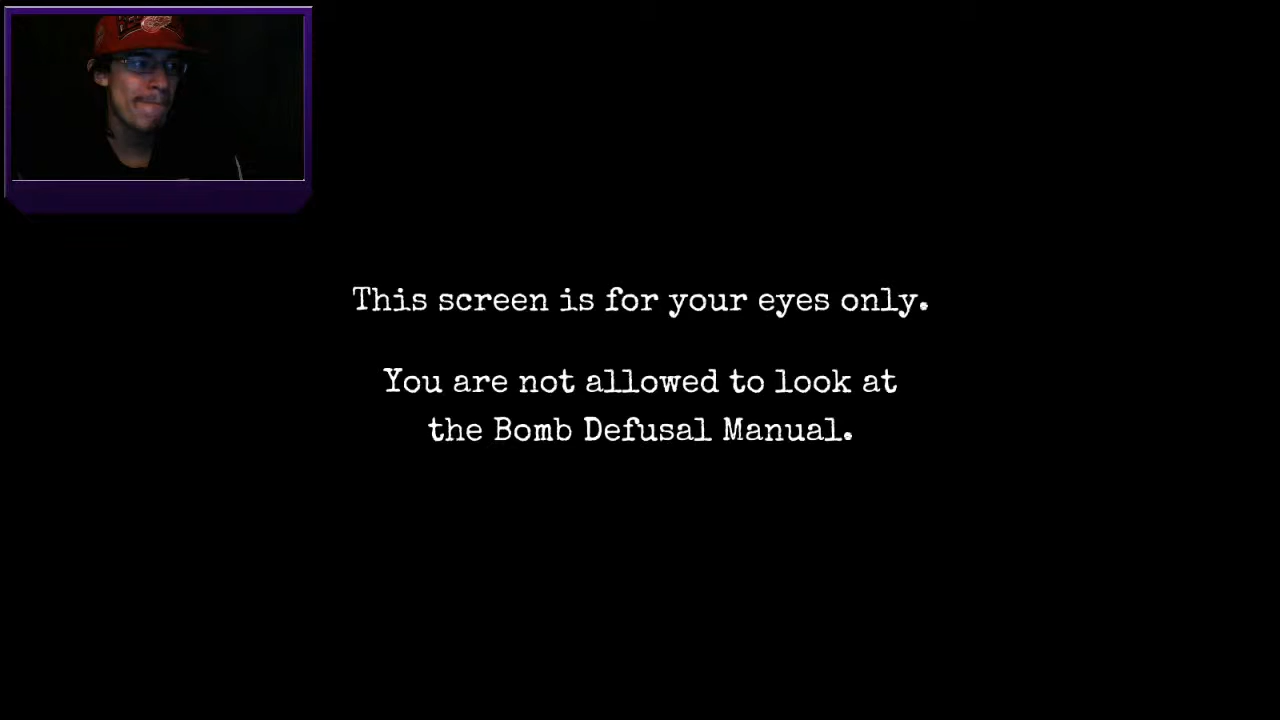 This screen is for your eyes only.
You are not allowed to look at
the Bomb Defusal Manual.